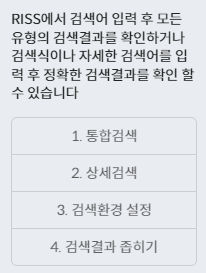 RISS에서 검색어 입력 후 모든
유형의 검색결과를 확인하거나
검색식이나 자세한 검색어를 입
력 후 정확한 검색결과를 확인 할
수 있습니다
1. 통합검색
2. 상세검색
3. 검색환경 설정
4. 검색결과 좁히기